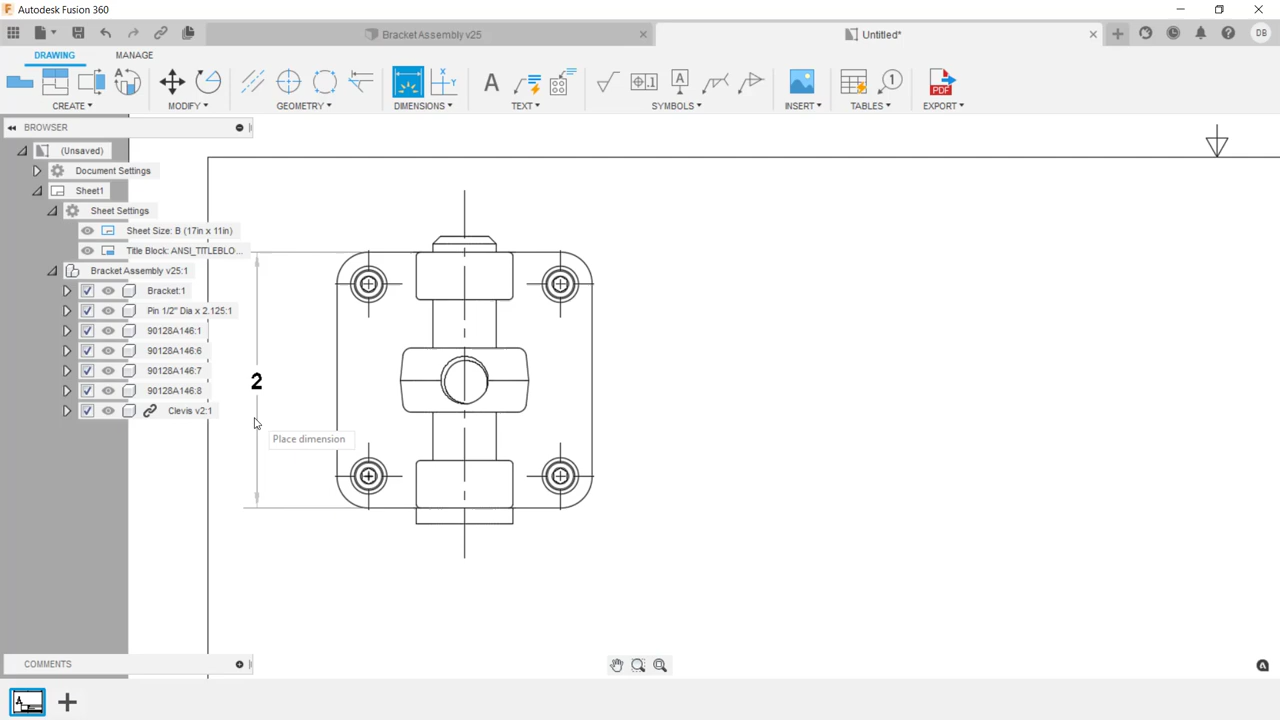 Autodesk Fusion 360
Bracket Assembly v25
Untitled*
DB
DRAWING
MANAGE
CREATE
MODIFY
GEOMETRY
DIMENSIONS
TEXT
SYMBOLS
INSERT
TABLES
EXPORT
BROWSER
(Unsaved)
Document Settings
Sheet1
Sheet Settings
Sheet Size: B (17in x 11in)
Title Block: ANSI_TITLEBLO...
Bracket Assembly v25:1
Bracket:1
Pin 1/2" Dia x 2.125:1
90128A146:1
90128A146:6
90128A146:7
90128A146:8
Clevis v2:1
2
Place dimension
COMMENTS